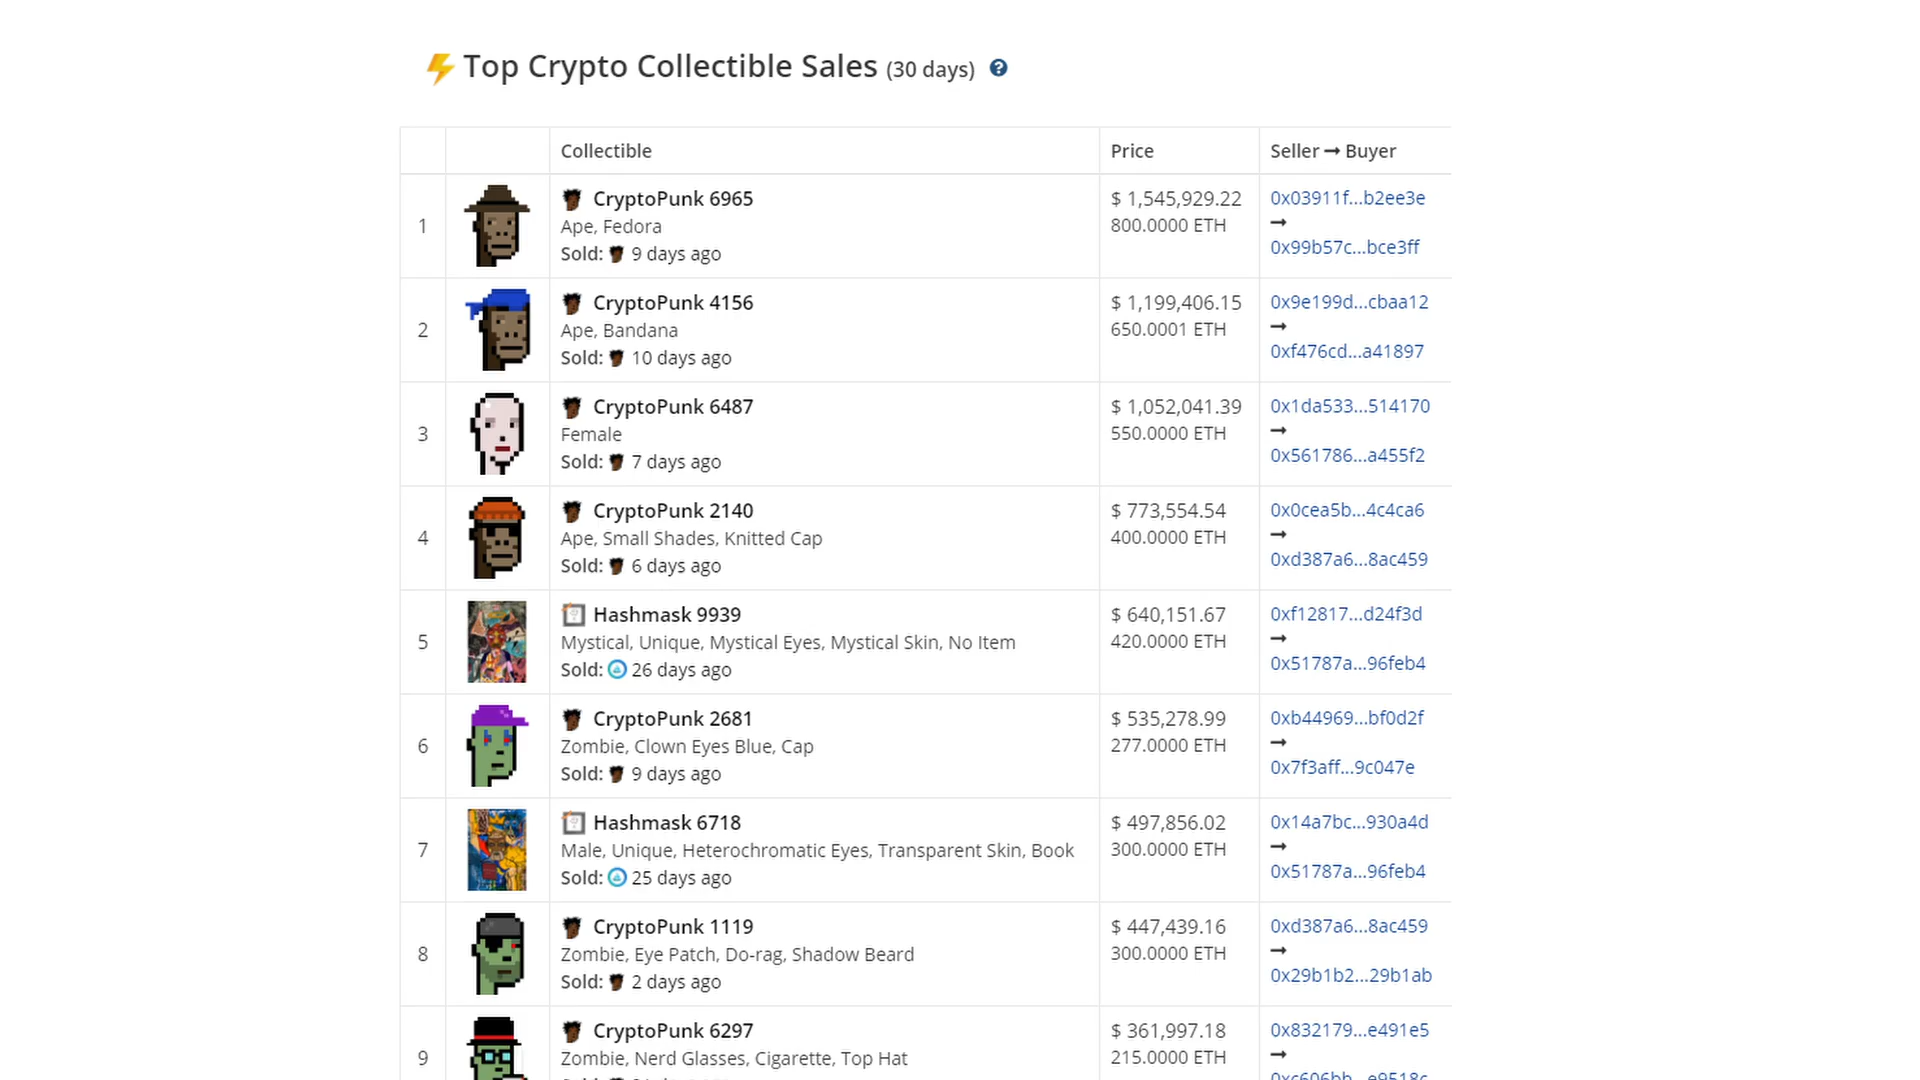 Top Crypto Collectible Sales (30 days) ?
Collectible Price Seller → Buyer
1
CryptoPunk 6965
Ape, Fedora
Sold: 9 days ago
$ 1,545,929.22
800.0000 ETH
0x03911f...b2ee3e
→
0x99b57c...bce3ff
2
CryptoPunk 4156
Ape, Bandana
Sold: 10 days ago
$ 1,199,406.15
650.0001 ETH
0x9e199d...cbaa12
→
0xf476cd...a41897
3
CryptoPunk 6487
Female
Sold: 7 days ago
$ 1,052,041.39
550.0000 ETH
0x1da533...514170
→
0x561786...a455f2
4
CryptoPunk 2140
Ape, Small Shades, Knitted Cap
Sold: 6 days ago
$ 773,554.54
400.0000 ETH
0x0cea5b...4c4ca6
→
0xd387a6...8ac459
5
Hashmask 9939
Mystical, Unique, Mystical Eyes, Mystical Skin, No Item
Sold: 26 days ago
$ 640,151.67
420.0000 ETH
0xf12817...d24f3d
→
0x51787a...96feb4
6
CryptoPunk 2681
Zombie, Clown Eyes Blue, Cap
Sold: 9 days ago
$ 535,278.99
277.0000 ETH
0xb44969...bf0d2f
→
0x7f3aff...9c047e
7
Hashmask 6718
Male, Unique, Heterochromatic Eyes, Transparent Skin, Book
Sold: 25 days ago
$ 497,856.02
300.0000 ETH
0x14a7bc...930a4d
→
0x51787a...96feb4
8
CryptoPunk 1119
Zombie, Eye Patch, Do-rag, Shadow Beard
Sold: 2 days ago
$ 447,439.16
300.0000 ETH
0xd387a6...8ac459
→
0x29b1b2...29b1ab
9
CryptoPunk 6297
Zombie, Nerd Glasses, Cigarette, Top Hat
$ 361,997.18
215.0000 ETH
0x832179...e491e5
→